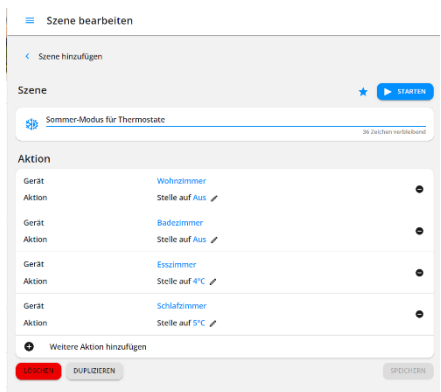 Szene bearbeiten
Szene hinzufügen
Szene
STARTEN
Sommer-Modus für Thermostate
36 Zeichen verbleibend
Aktion
Gerät Wohnzimmer
Aktion Stelle auf Aus
Gerät Badezimmer
Aktion Stelle auf Aus
Gerät Esszimmer
Aktion Stelle auf 4°C
Gerät Schlafzimmer
Aktion Stelle auf 5°C
Weitere Aktion hinzufügen
LÖSCHEN DUPLIZIEREN SPEICHERN